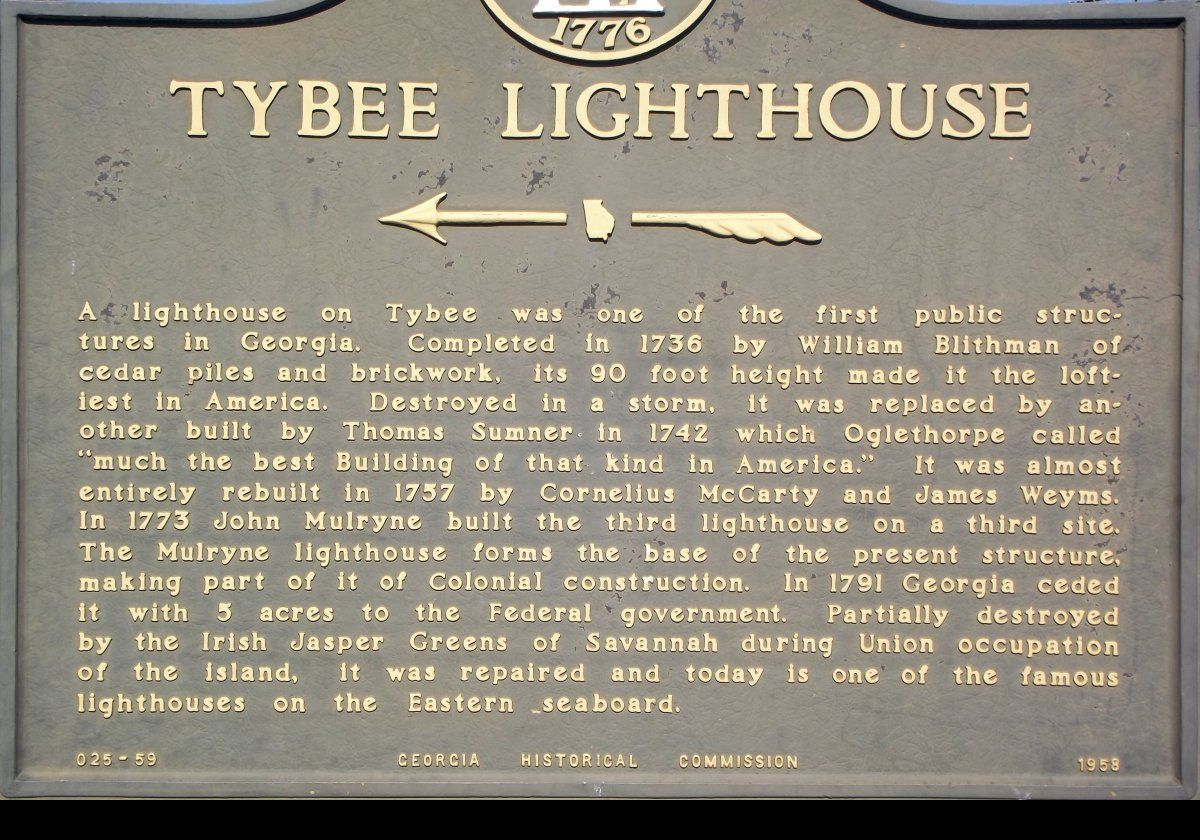 1776
TYBEE LIGHTHOUSE
A lighthouse on Tybee was one of the first public struc-
tures in Georgia. Completed in 1736 by William Blithman of
cedar piles and brickwork, its 90 foot height made it the loft-
iest in America. Destroyed in a storm, it was replaced by an-
other built by Thomas Sumner in 1742 which Oglethorpe called
“much the best Building of that kind in America.” It was almost
entirely rebuilt in 1757 by Cornelius McCarty and James Weyms.
In 1773 John Mulryne built the third lighthouse on a third site.
The Mulryne lighthouse forms the base of the present structure,
making part of it of Colonial construction. In 1791 Georgia ceded
it with 5 acres to the Federal government. Partially destroyed
by the Irish Jasper Greens of Savannah during Union occupation
of the island, it was repaired and today is one of the famous
lighthouses on the Eastern seaboard.
025-59 GEORGIA HISTORICAL COMMISSION 1958